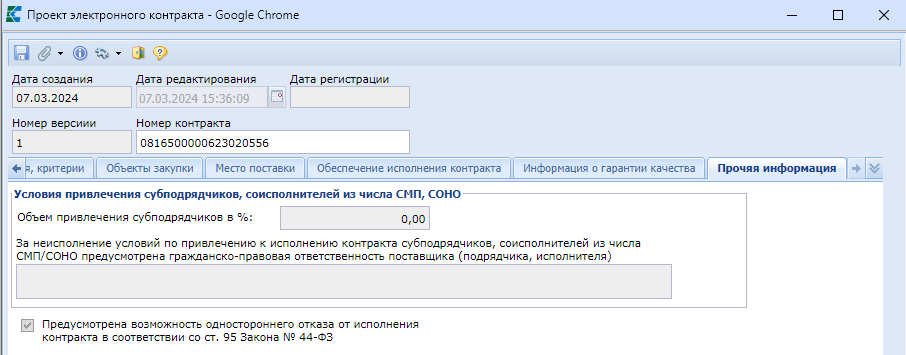 Проект электронного контракта - Google Chrome
Дата создания Дата редактирования Дата регистрации
07.03.2024 07.03.2024 15:36:09
Номер версиии Номер контракта
1 0816500000623020556
я, критерии Объекты закупки Место поставки Обеспечение исполнения контракта Информация о гарантии качества Прочая информация
Условия привлечения субподрядчиков, соисполнителей из числа СМП, СОНО
Объем привлечения субподрядчиков в %: 0,00
За неисполнение условий по привлечению к исполнению контракта субподрядчиков, соисполнителей из числа
СМП/СОНО предусмотрена гражданско-правовая ответственность поставщика (подрядчика, исполнителя)
Предусмотрена возможность одностороннего отказа от исполнения
контракта в соответствии со ст. 95 Закона № 44-ФЗ